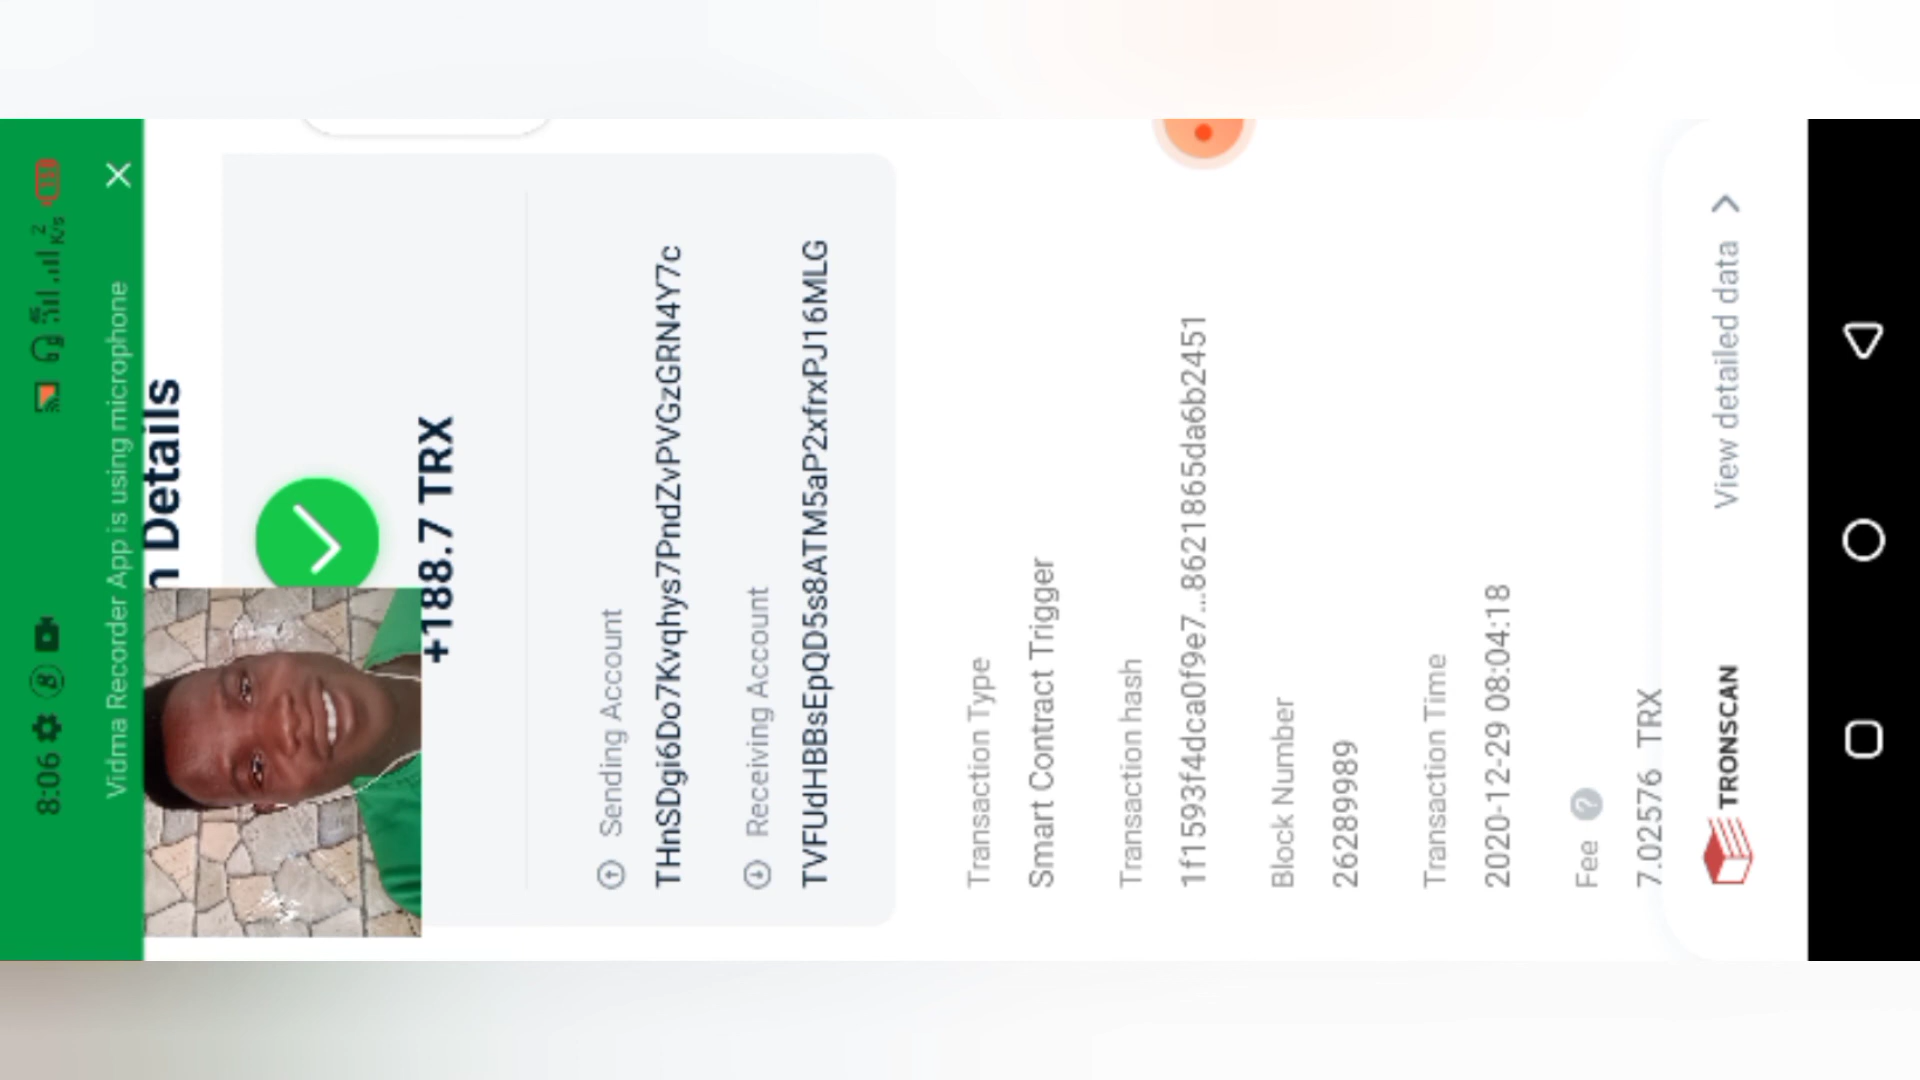 8:06
4G
2
K/s
Vidma Recorder App is using microphone
n Details
+188.7 TRX
Sending Account
THnSDgi6Do7Kvqhys7PndZvPVGzGRN4Y7c
Receiving Account
TVFUdHBBsEpQD5s8ATM5aP2xfrxPJ16MLG
Transaction Type
Smart Contract Trigger
Transaction hash
1f1593f4dca0f9e7...8621865da6b2451
Block Number
26289989
Transaction Time
2020-12-29 08:04:18
Fee ?
7.02576 TRX
TRONSCAN
View detailed data >